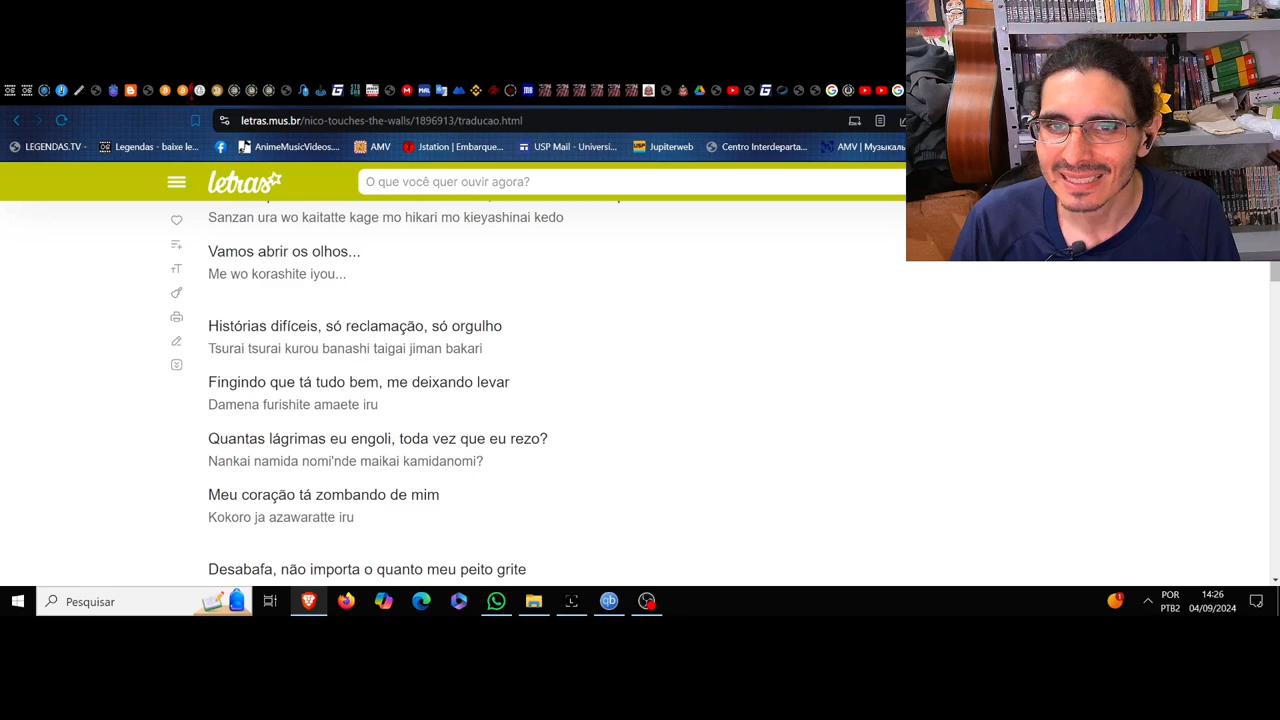 letras.mus.br/nico-touches-the-walls/1896913/traducao.html
LEGENDAS.TV - Legendas - baixe le... AnimeMusicVideos... AMV Jstation (Embarque... USP Mail - Universi... Jupiterweb Centro Interdeparta... AMV | Музыкаль
letras
O que você quer ouvir agora?
Sanzan ura wo kaitatte kage mo hikari mo kieyashinai kedo
Vamos abrir os olhos...
Me wo korashite iyou...
Histórias difíceis, só reclamação, só orgulho
Tsurai tsurai kurou banashi taigai jiman bakari
Fingindo que tá tudo bem, me deixando levar
Damena furishite amaete iru
Quantas lágrimas eu engoli, toda vez que eu rezo?
Nankai namida nomi'nde maikai kamidanomi?
Meu coração tá zombando de mim
Kokoro ja azawaratte iru
Desabafa, não importa o quanto meu peito grite
Pesquisar
POR
PTB2
14:26
04/09/2024